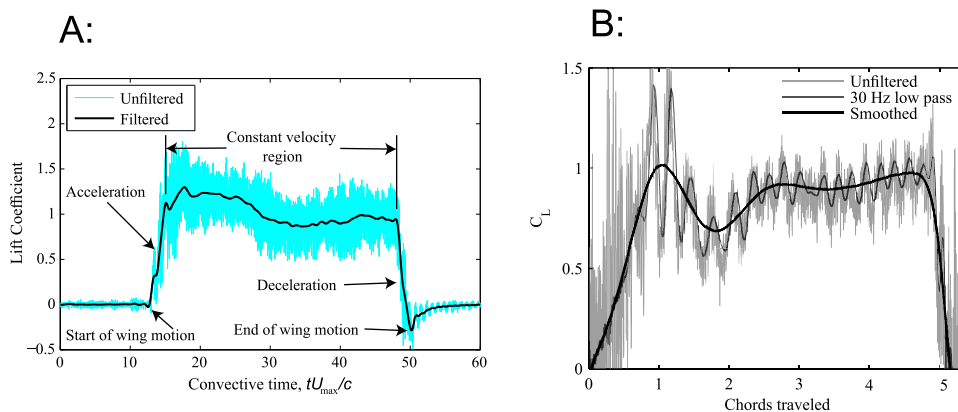 A:
2.5
2
1.5
1
0.5
0
−0.5
Lift Coefficient
Unfiltered
Filtered
Constant velocity
region
Acceleration
Deceleration
Start of wing motion
End of wing motion
0
10
20
30
40
50
60
Convective time, tUmax/c
B:
1.5
1
0.5
0
CL
Unfiltered
30 Hz low pass
Smoothed
0
1
2
3
4
5
Chords traveled